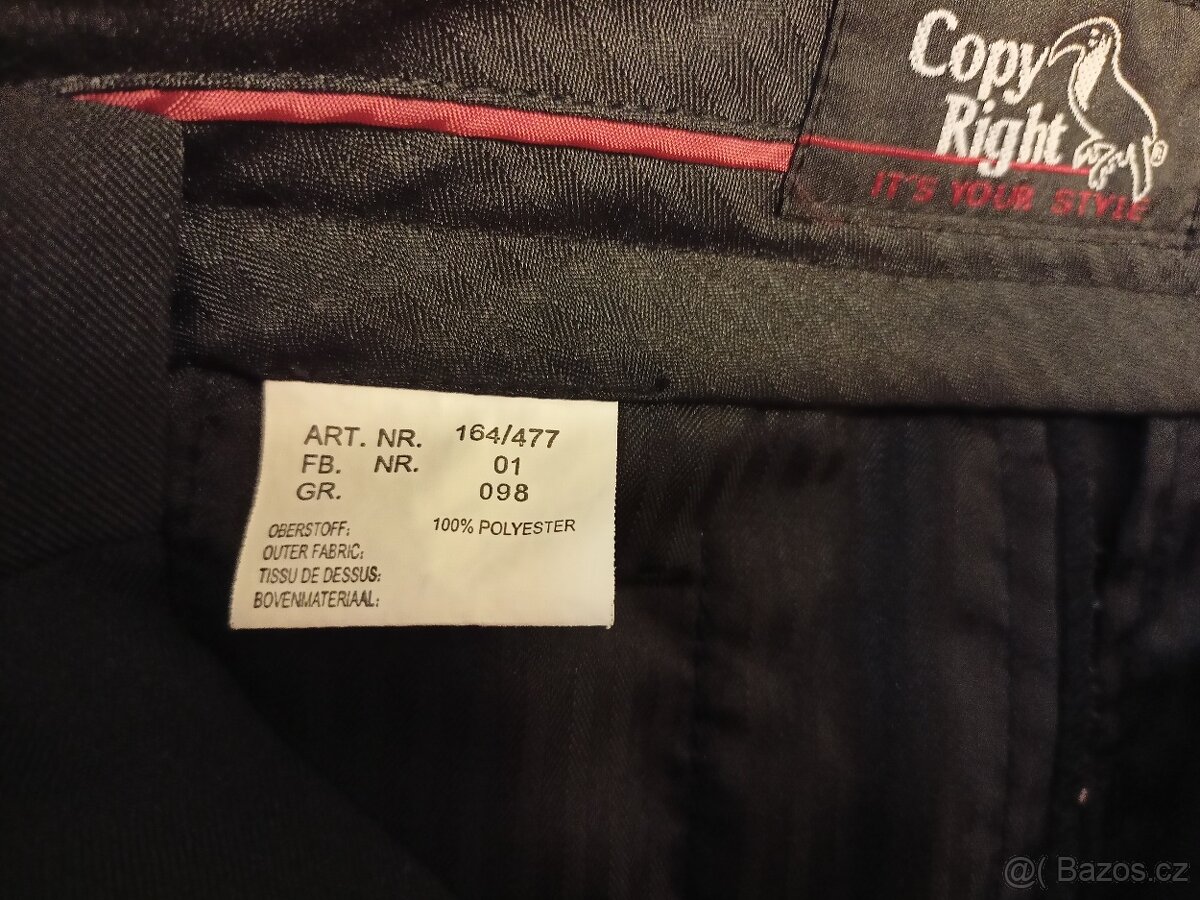 Copy
Right
®
IT'S YOUR STYLE
ART. NR. 164/477
FB. NR. 01
GR. 098
OBERSTOFF: 100% POLYESTER
OUTER FABRIC:
TISSU DE DESSUS:
BOVENMATERIAAL:
@( Bazos.cz